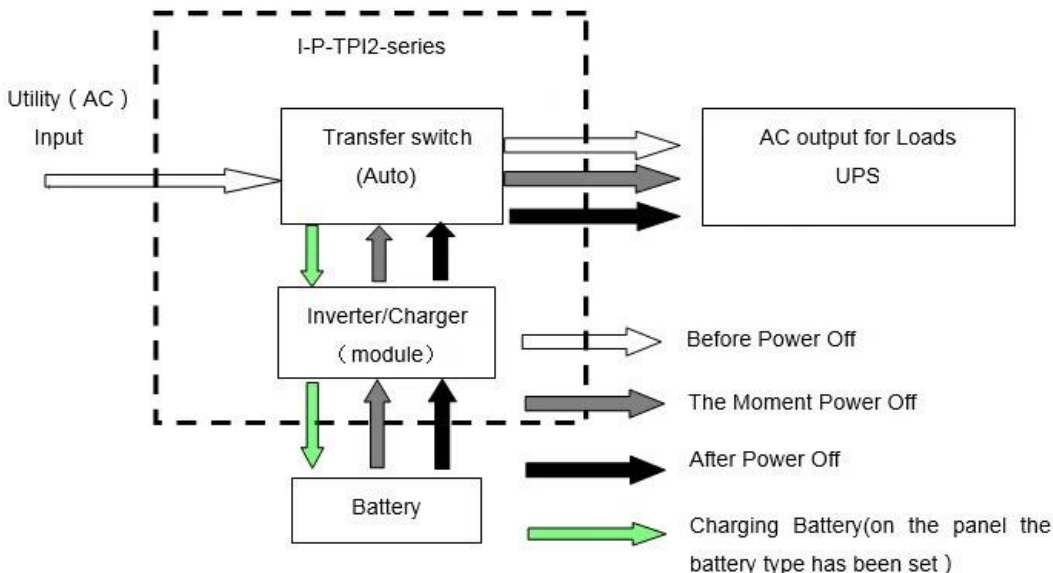 I-P-TPI2-series
Utility（AC）
Input
Transfer switch
(Auto)
AC output for Loads
UPS
Inverter/Charger
（module）
Before Power Off
The Moment Power Off
After Power Off
Battery
Charging Battery(on the panel the
battery type has been set )